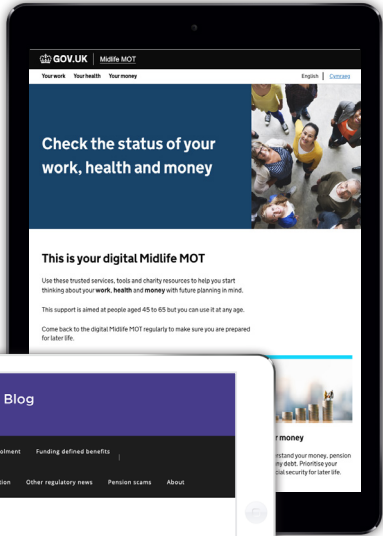 GOV.UK Midlife MOT
Your work Your health Your money English Cymraeg
Check the status of your
work, health and money
This is your digital Midlife MOT
Use these trusted services, tools and charity resources to help you start
thinking about your work, health and money with future planning in mind.
This support is aimed at people aged 45 to 65 but you can use it at any age.
Come back to the digital Midlife MOT regularly to make sure you are prepared
for later life.
Blog
olment Funding defined benefits
tion Other regulatory news Pension scams About
r money
rstand your money, pension
ny debt. Prioritise your
cial security for later life.